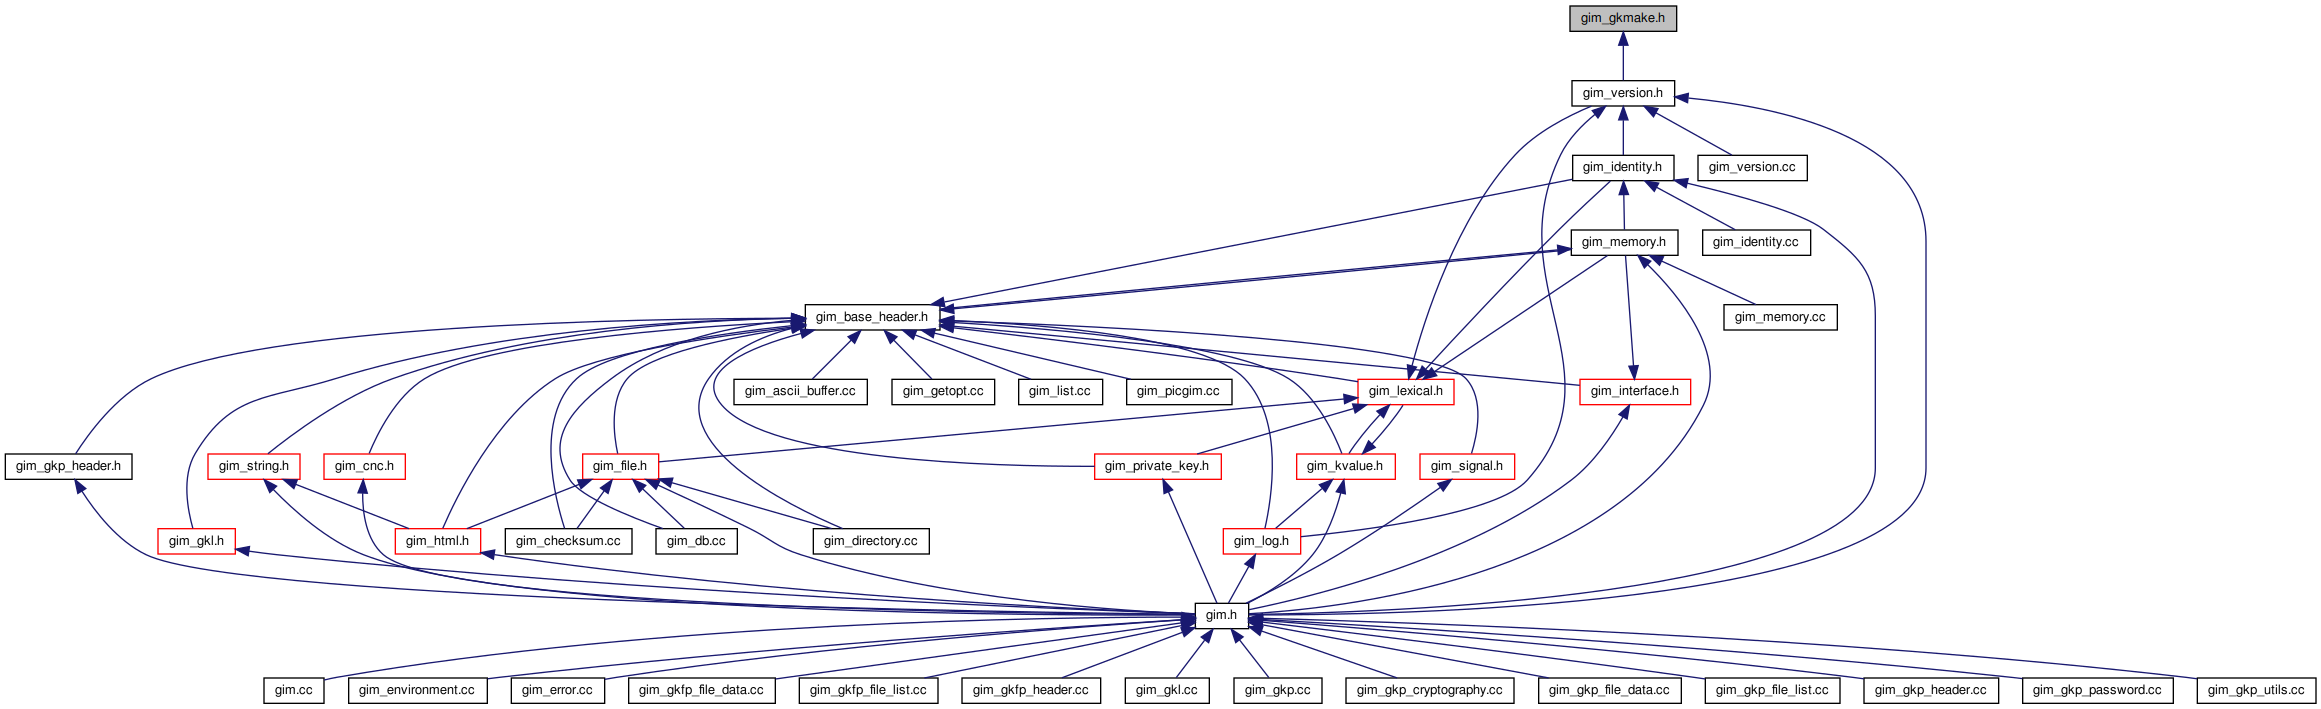 gim_gkmake.h
gim_version.h
gim_identity.h
gim_version.cc
gim_memory.h
gim_identity.cc
gim_base_header.h
gim_memory.cc
gim_ascii_buffer.cc
gim_getopt.cc
gim_list.cc
gim_picgim.cc
gim_lexical.h
gim_interface.h
gim_gkp_header.h
gim_string.h
gim_cnc.h
gim_file.h
gim_private_key.h
gim_kvalue.h
gim_signal.h
gim_gkl.h
gim_html.h
gim_checksum.cc
gim_db.cc
gim_directory.cc
gim_log.h
gim.h
gim.cc
gim_environment.cc
gim_error.cc
gim_gkfp_file_data.cc
gim_gkfp_file_list.cc
gim_gkfp_header.cc
gim_gkl.cc
gim_gkp.cc
gim_gkp_cryptography.cc
gim_gkp_file_data.cc
gim_gkp_file_list.cc
gim_gkp_header.cc
gim_gkp_password.cc
gim_gkp_utils.cc